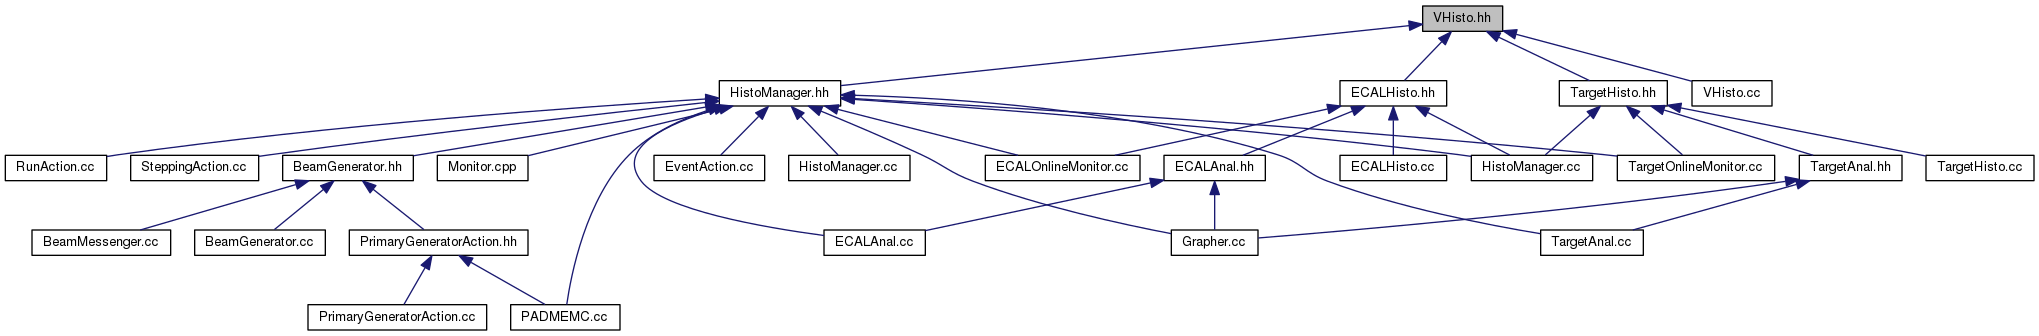 VHisto.hh
HistoManager.hh
ECALHisto.hh
TargetHisto.hh
VHisto.cc
RunAction.cc
SteppingAction.cc
BeamGenerator.hh
Monitor.cpp
EventAction.cc
HistoManager.cc
ECALOnlineMonitor.cc
ECALAnal.hh
ECALHisto.cc
HistoManager.cc
TargetOnlineMonitor.cc
TargetAnal.hh
TargetHisto.cc
BeamMessenger.cc
BeamGenerator.cc
PrimaryGeneratorAction.hh
ECALAnal.cc
Grapher.cc
TargetAnal.cc
PrimaryGeneratorAction.cc
PADMEMC.cc